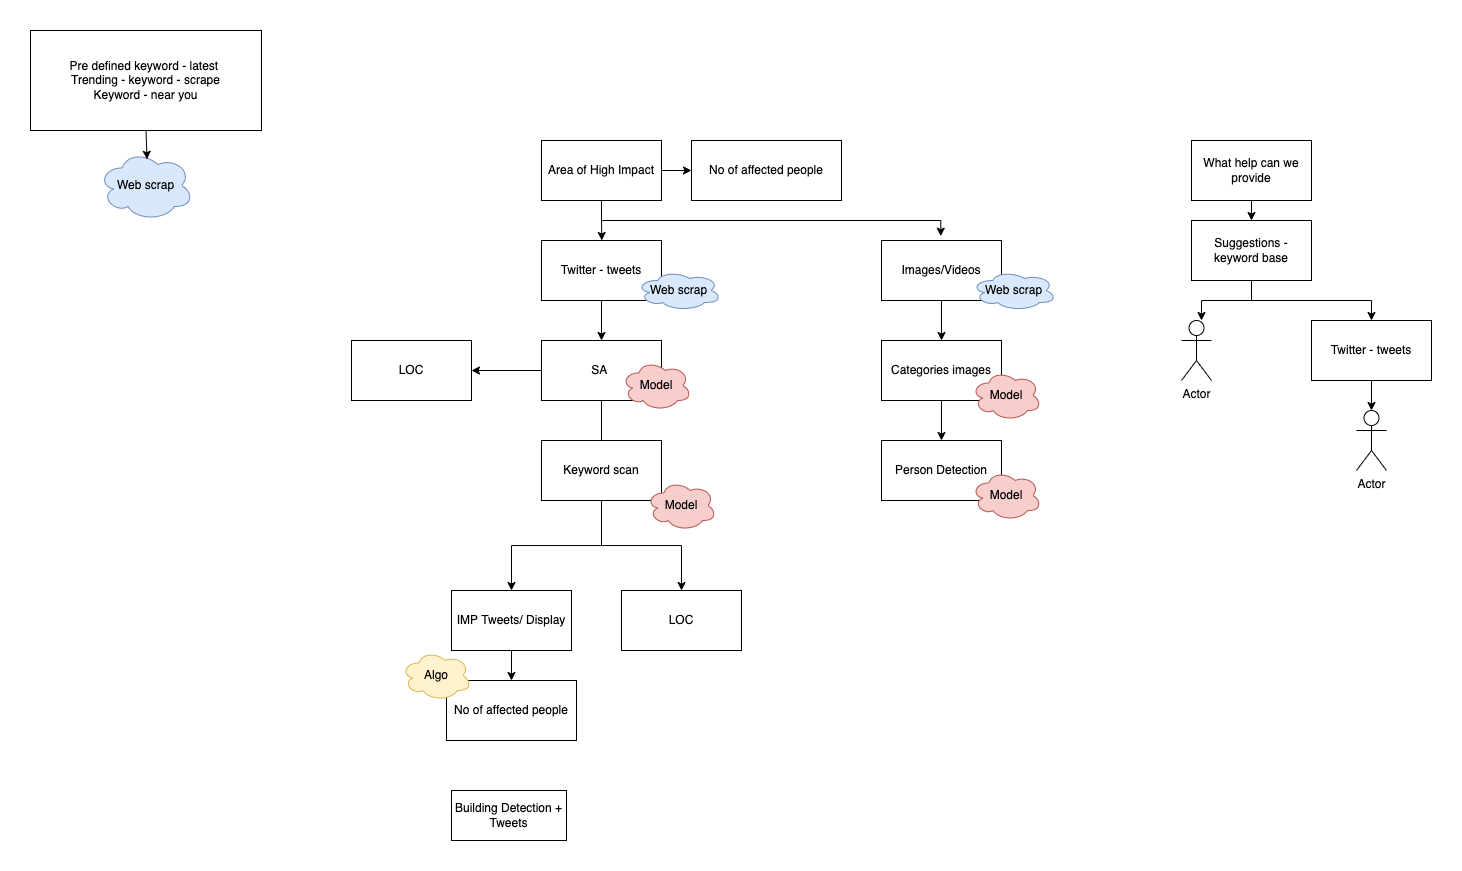 Pre defined keyword - latest
Trending - keyword - scrape
Keyword - near you
Web scrap
Area of High Impact
No of affected people
Twitter - tweets
Web scrap
Images/Videos
Web scrap
LOC
SA
Model
Categories images
Model
Keyword scan
Model
Person Detection
Model
IMP Tweets/ Display
LOC
Algo
No of affected people
Building Detection +
Tweets
What help can we
provide
Suggestions -
keyword base
Actor
Twitter - tweets
Actor